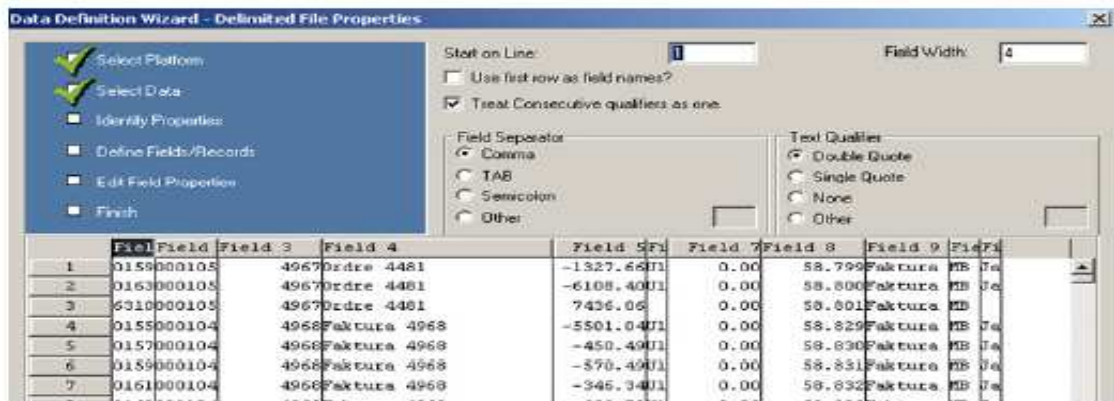 Data Definition Wizard - Delimited File Properties
Select Platform
Select Data
Identify Properties
Define Fields/Records
Edit Field Properties
Finish
Start on Line: 1
Field Width: 4
Use first row as field names?
Treat Consecutive qualifiers as one.
Field Separator
Comma
TAB
Semicolon
Other
Text Qualifier
Double Quote
Single Quote
None
Other
Fiel Field Field 3 Field 4 Field 5 Fi Field 7 Field 8 Field 9 Fie Fi
1 0159 000105 4967 Ordre 4481 -1327.66 U1 0.00 58.799 Faktura MB Ja
2 0163 000105 4967 Ordre 4481 -6108.40 U1 0.00 58.800 Faktura MB Ja
3 6310 000105 4967 Ordre 4481 7436.06 0.00 58.801 Faktura MB
4 0155 000104 4968 Faktura 4968 -5501.04 U1 0.00 58.829 Faktura MB Ja
5 0157 000104 4968 Faktura 4968 -450.49 U1 0.00 58.830 Faktura MB Ja
6 0159 000104 4968 Faktura 4968 -570.49 U1 0.00 58.831 Faktura MB Ja
7 0161 000104 4968 Faktura 4968 -346.34 U1 0.00 58.832 Faktura MB Ja